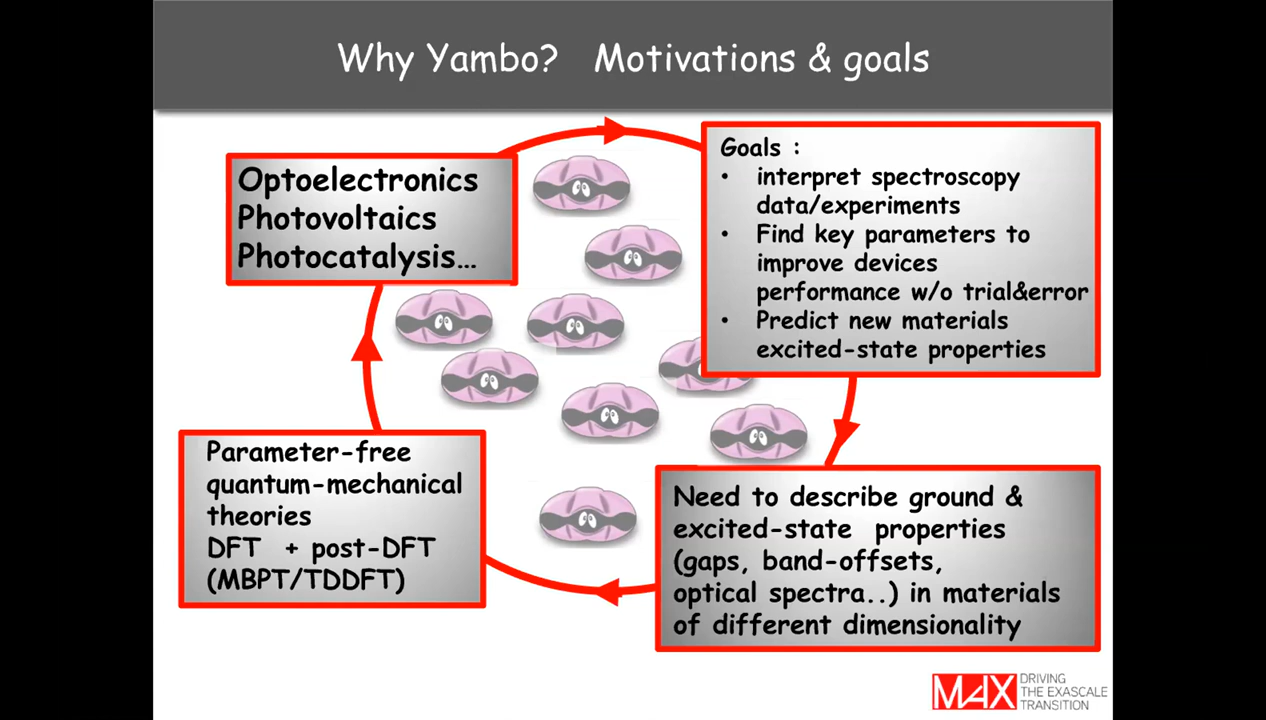 Why Yambo? Motivations & goals
Optoelectronics
Photovoltaics
Photocatalysis…
Goals :
• interpret spectroscopy
data/experiments
• Find key parameters to
improve devices
performance w/o trial&error
• Predict new materials
excited-state properties
Need to describe ground &
excited-state properties
(gaps, band-offsets,
optical spectra..) in materials
of different dimensionality
Parameter-free
quantum-mechanical
theories
DFT + post-DFT
(MBPT/TDDFT)
MAX
DRIVING
THE EXASCALE
TRANSITION